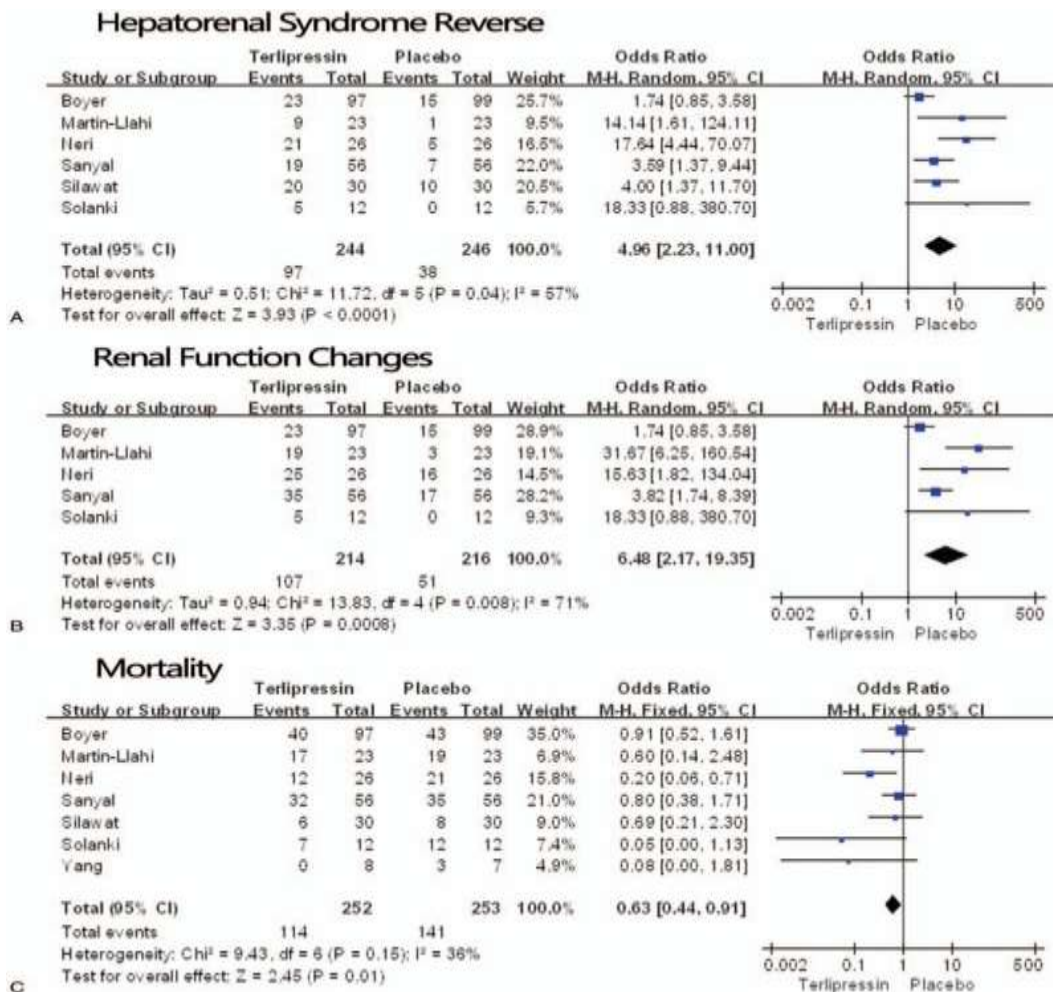 Hepatorenal Syndrome Reverse
Terlipressin Placebo Odds Ratio Odds Ratio
Study or Subgroup Events Total Events Total Weight M-H, Random, 95% CI M-H, Random, 95% CI
Boyer 23 97 15 99 25.7% 1.74 [0.85, 3.58]
Martin-Llahi 9 23 1 23 9.5% 14.14 [1.61, 124.11]
Neri 21 26 5 26 16.5% 17.64 [4.44, 70.07]
Sanyal 19 56 7 56 22.0% 3.59 [1.37, 9.44]
Silawat 20 30 10 30 20.5% 4.00 [1.37, 11.70]
Solanki 5 12 0 12 5.7% 18.33 [0.88, 380.70]
Total (95% CI) 244 246 100.0% 4.96 [2.23, 11.00]
Total events 97 38
Heterogeneity: Tau² = 0.51; Chi² = 11.72, df = 5 (P = 0.04); I² = 57%
0.002 0.1 1 10 500
A Test for overall effect: Z = 3.93 (P < 0.0001) Terlipressin Placebo
Renal Function Changes
Terlipressin Placebo Odds Ratio Odds Ratio
Study or Subgroup Events Total Events Total Weight M-H, Random, 95% CI M-H, Random, 95% CI
Boyer 23 97 15 99 28.9% 1.74 [0.85, 3.58]
Martin-Llahi 19 23 3 23 19.1% 31.67 [6.25, 160.54]
Neri 25 26 16 26 14.5% 15.63 [1.82, 134.04]
Sanyal 35 56 17 56 28.2% 3.82 [1.74, 8.39]
Solanki 5 12 0 12 9.3% 18.33 [0.88, 380.70]
Total (95% CI) 214 216 100.0% 6.48 [2.17, 19.35]
Total events 107 51
Heterogeneity: Tau² = 0.94; Chi² = 13.83, df = 4 (P = 0.008); I² = 71%
0.002 0.1 1 10 500
B Test for overall effect: Z = 3.35 (P = 0.0008) Terlipressin Placebo
Mortality
Terlipressin Placebo Odds Ratio Odds Ratio
Study or Subgroup Events Total Events Total Weight M-H, Fixed, 95% CI M-H, Fixed, 95% CI
Boyer 40 97 43 99 35.0% 0.91 [0.52, 1.61]
Martin-Llahi 17 23 19 23 6.9% 0.60 [0.14, 2.48]
Neri 12 26 21 26 15.8% 0.20 [0.06, 0.71]
Sanyal 32 56 35 56 21.0% 0.80 [0.38, 1.71]
Silawat 6 30 8 30 9.0% 0.69 [0.21, 2.30]
Solanki 7 12 12 12 7.4% 0.05 [0.00, 1.13]
Yang 0 8 3 7 4.9% 0.08 [0.00, 1.81]
Total (95% CI) 252 253 100.0% 0.63 [0.44, 0.91]
Total events 114 141
Heterogeneity: Chi² = 9.43, df = 6 (P = 0.15); I² = 36%
0.002 0.1 1 10 500
C Test for overall effect: Z = 2.45 (P = 0.01) Terlipressin Placebo